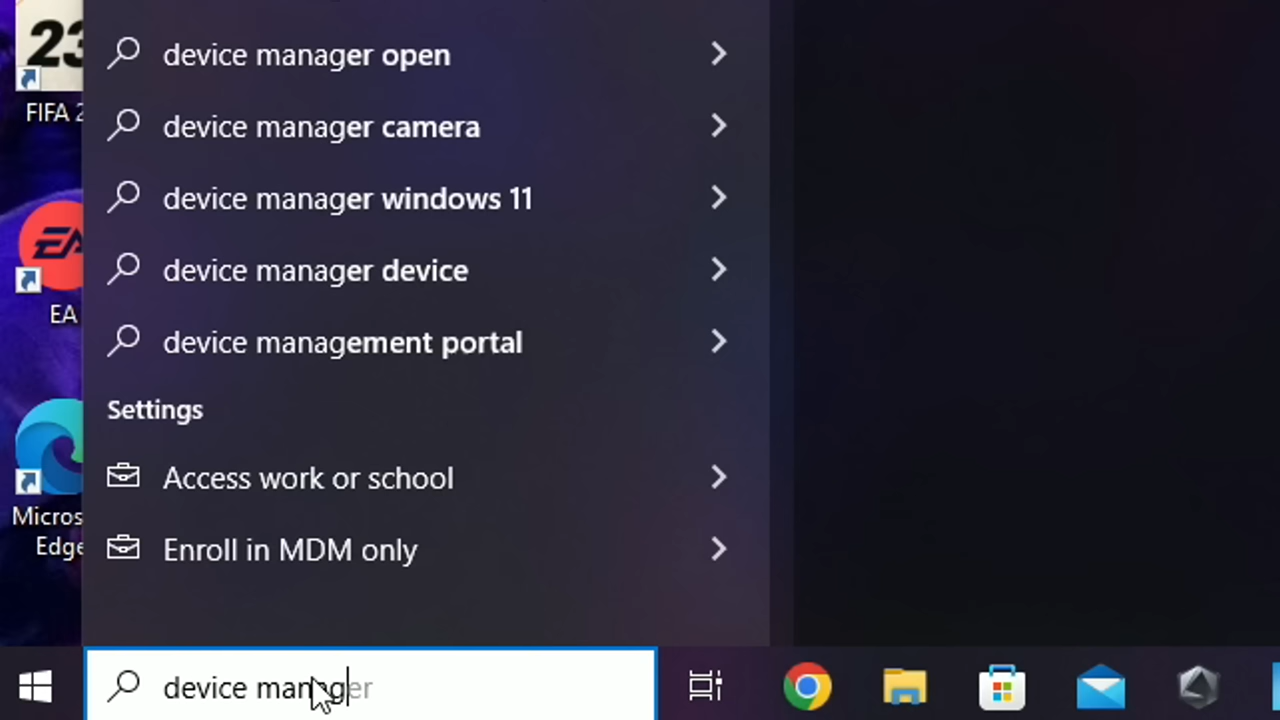 23
FIFA 2
EA
EA
Micros
Edge
device manager open
device manager camera
device manager windows 11
device manager device
device management portal
Settings
Access work or school
Enroll in MDM only
device manager